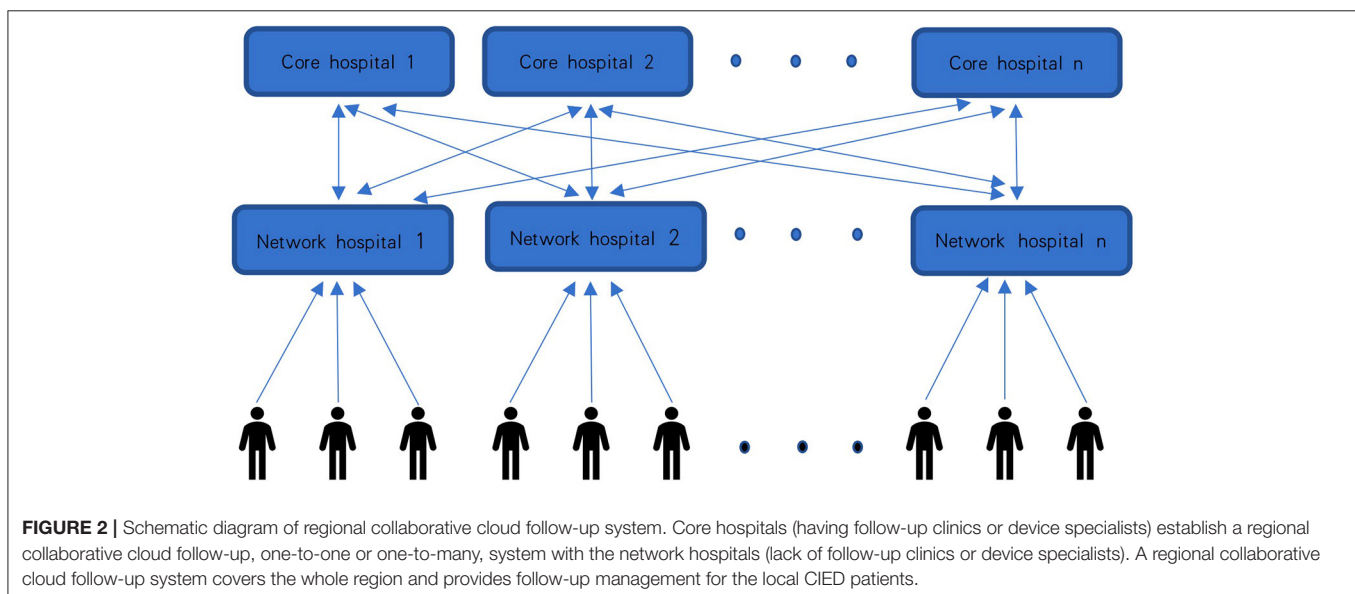 Core hospital 1
Core hospital 2
Core hospital n
Network hospital 1
Network hospital 2
Network hospital n
FIGURE 2 | Schematic diagram of regional collaborative cloud follow-up system. Core hospitals (having follow-up clinics or device specialists) establish a regional
collaborative cloud follow-up, one-to-one or one-to-many, system with the network hospitals (lack of follow-up clinics or device specialists). A regional collaborative
cloud follow-up system covers the whole region and provides follow-up management for the local CIED patients.